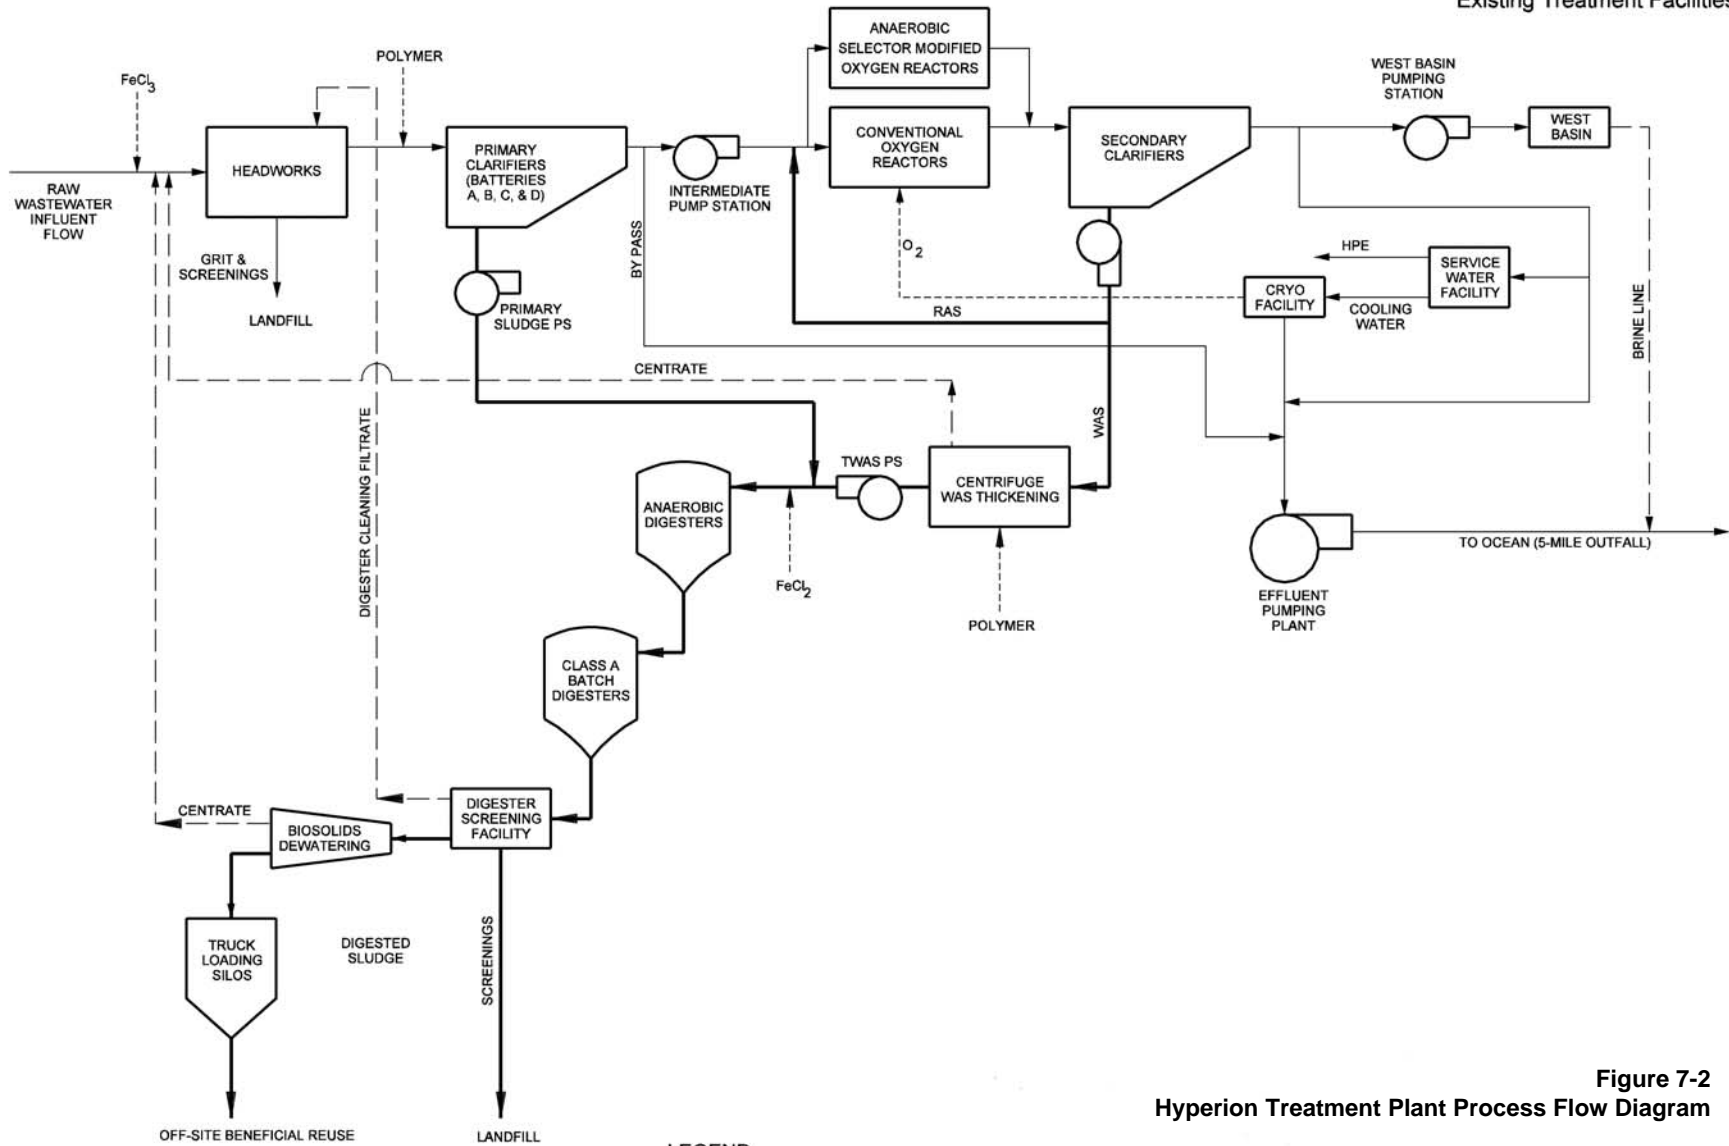 Existing Treatment Facilities
FeCl3
POLYMER
ANAEROBIC
SELECTOR MODIFIED
OXYGEN REACTORS
WEST BASIN
PUMPING
STATION
HEADWORKS
PRIMARY
CLARIFIERS
(BATTERIES
A, B, C, & D)
CONVENTIONAL
OXYGEN
REACTORS
SECONDARY
CLARIFIERS
WEST
BASIN
RAW
WASTEWATER
INFLUENT
FLOW
INTERMEDIATE
PUMP STATION
GRIT &
SCREENINGS
LANDFILL
BY PASS
O2
HPE
SERVICE
WATER
FACILITY
CRYO
FACILITY
COOLING
WATER
PRIMARY
SLUDGE PS
RAS
BRINE LINE
CENTRATE
DIGESTER CLEANING FILTRATE
WAS
TWAS PS
CENTRIFUGE
WAS THICKENING
ANAEROBIC
DIGESTERS
FeCl2
POLYMER
TO OCEAN (5-MILE OUTFALL)
EFFLUENT
PUMPING
PLANT
CLASS A
BATCH
DIGESTERS
CENTRATE
DIGESTER
SCREENING
FACILITY
BIOSOLIDS
DEWATERING
TRUCK
LOADING
SILOS
DIGESTED
SLUDGE
SCREENINGS
OFF-SITE BENEFICIAL REUSE
LANDFILL
LEGEND
Figure 7-2
Hyperion Treatment Plant Process Flow Diagram